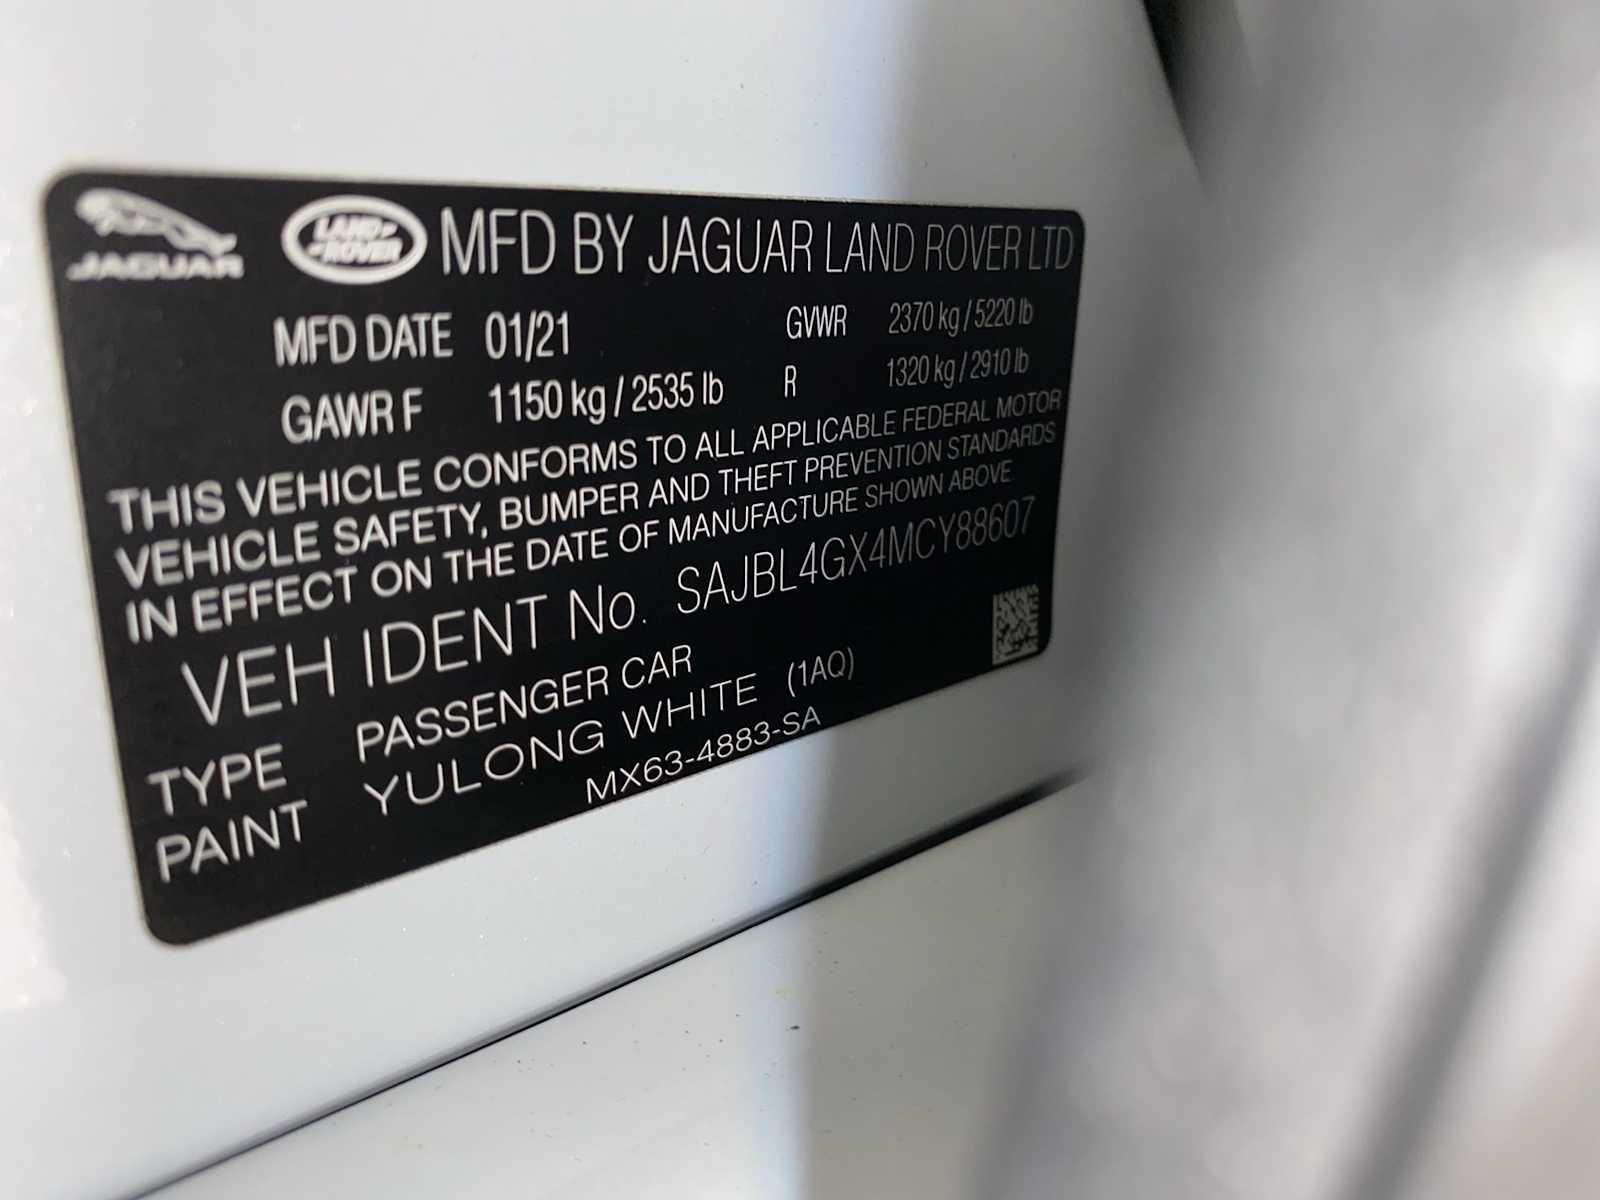 JAGUAR LAND ROVER MFD BY JAGUAR LAND ROVER LTD
MFD DATE 01/21 GVWR 2370 kg / 5220 lb
GAWR F 1150 kg / 2535 lb R 1320 kg / 2910 lb
THIS VEHICLE CONFORMS TO ALL APPLICABLE FEDERAL MOTOR
VEHICLE SAFETY, BUMPER AND THEFT PREVENTION STANDARDS
IN EFFECT ON THE DATE OF MANUFACTURE SHOWN ABOVE
VEH IDENT No. SAJBL4GX4MCY88607
TYPE PASSENGER CAR
PAINT YULONG WHITE (1AQ)
MX63-4883-SA